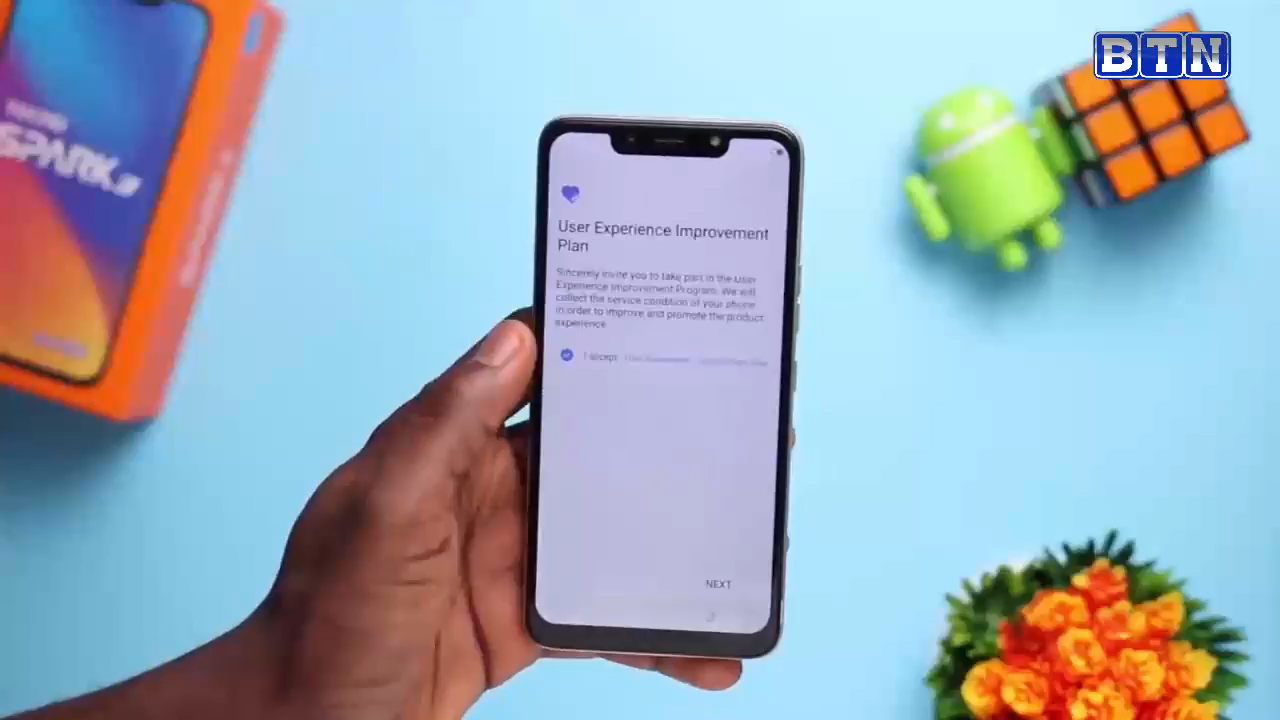 BTN
SPARK
User Experience Improvement
Plan
Sincerely invite you to take part in the User
Experience Improvement Program. We will
collect the service condition of your phone
in order to improve and promote the product
experience
I accept
NEXT